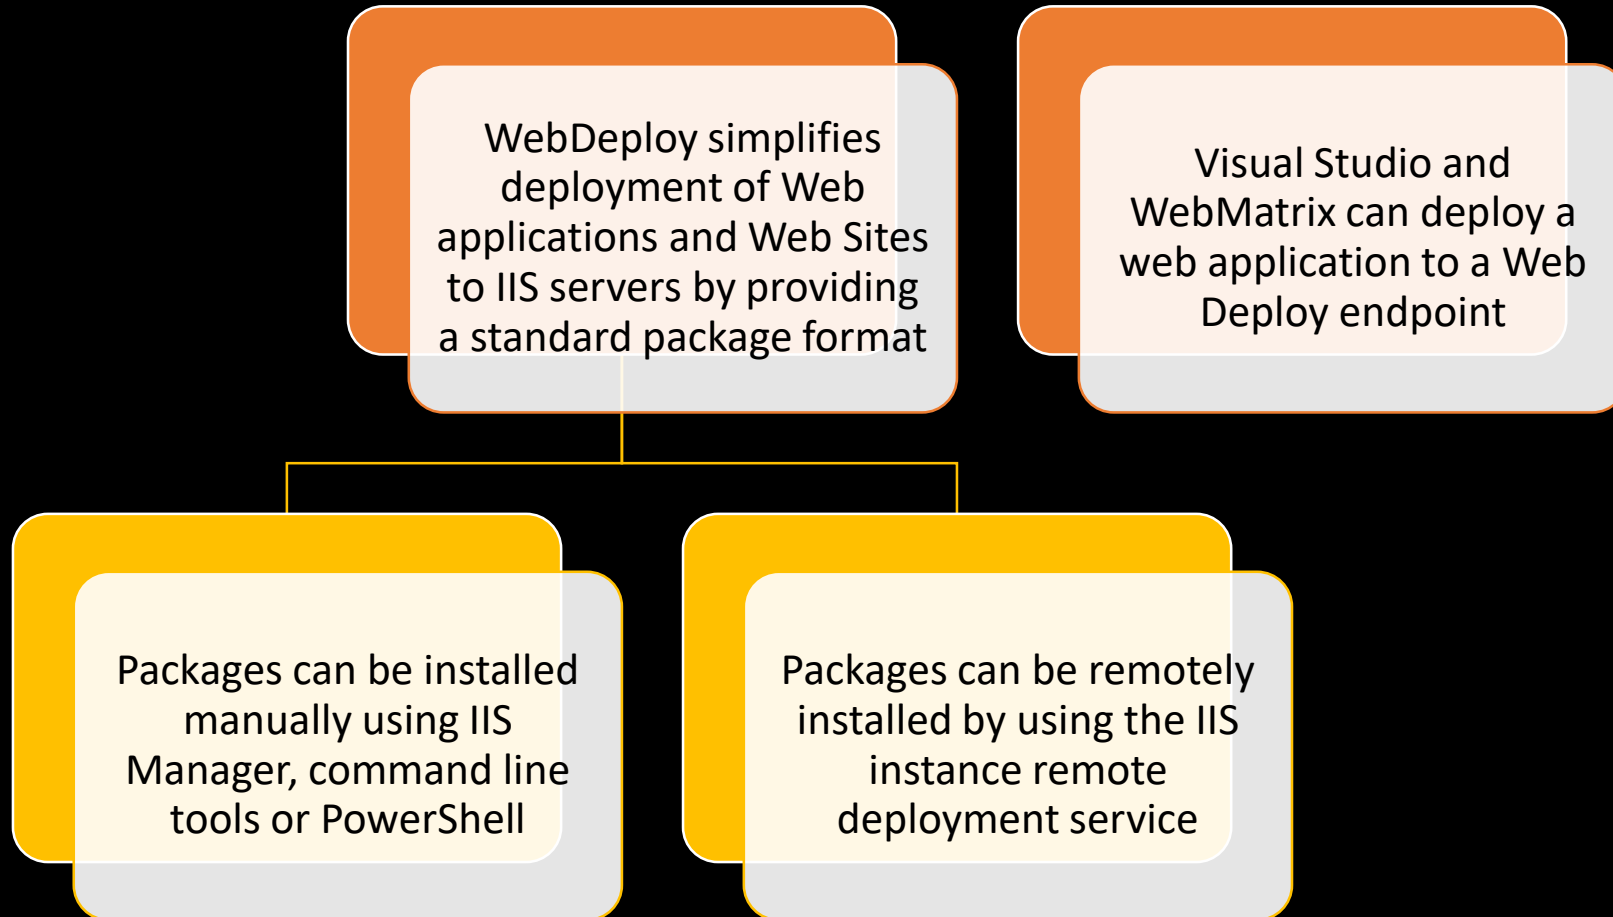 WebDeploy simplifies
deployment of Web
applications and Web Sites
to IIS servers by providing
a standard package format
Visual Studio and
WebMatrix can deploy a
web application to a Web
Deploy endpoint
Packages can be installed
manually using IIS
Manager, command line
tools or PowerShell
Packages can be remotely
installed by using the IIS
instance remote
deployment service